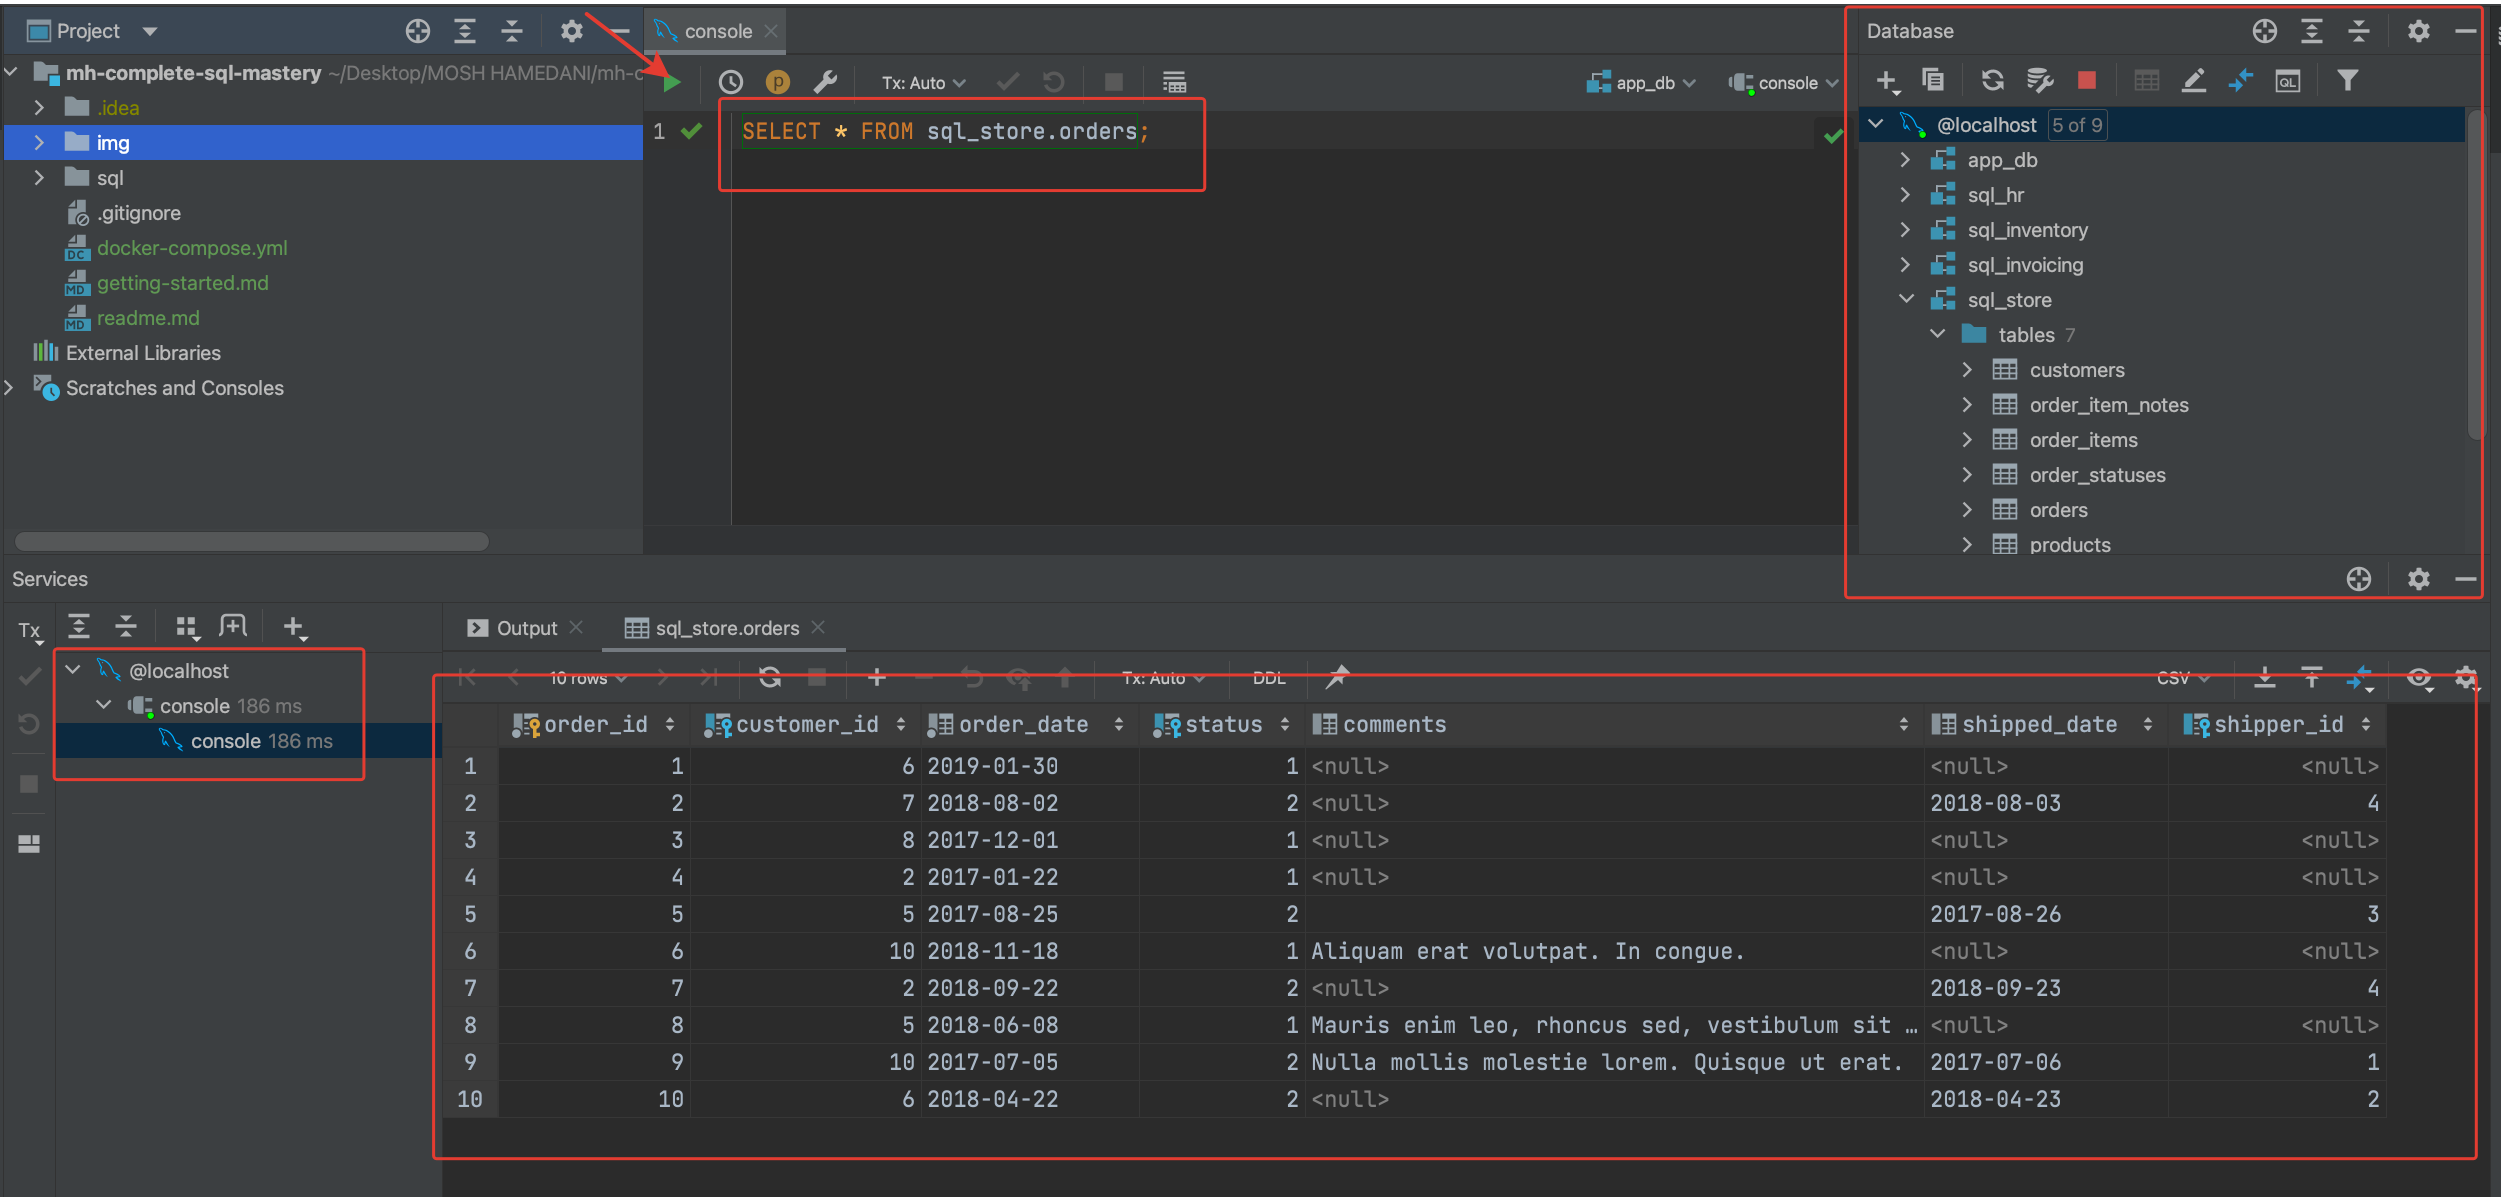 Project
mh-complete-sql-mastery ~/Desktop/MOSH HAMEDANI/mh-c
.idea
img
sql
.gitignore
DC docker-compose.yml
MD getting-started.md
MD readme.md
External Libraries
Scratches and Consoles
console
p Tx: Auto app_db console
1 SELECT * FROM sql_store.orders;
Database
QL
@localhost 5 of 9
app_db
sql_hr
sql_inventory
sql_invoicing
sql_store
tables 7
customers
order_item_notes
order_items
order_statuses
orders
products
Services
Tx
@localhost
console 186 ms
console 186 ms
Output sql_store.orders
10 rows Tx: Auto DDL CSV
order_id customer_id order_date status comments shipped_date shipper_id
1 1 6 2019-01-30 1 <null> <null> <null>
2 2 7 2018-08-02 2 <null> 2018-08-03 4
3 3 8 2017-12-01 1 <null> <null> <null>
4 4 2 2017-01-22 1 <null> <null> <null>
5 5 5 2017-08-25 2 2017-08-26 3
6 6 10 2018-11-18 1 Aliquam erat volutpat. In congue. <null> <null>
7 7 2 2018-09-22 2 <null> 2018-09-23 4
8 8 5 2018-06-08 1 Mauris enim leo, rhoncus sed, vestibulum sit … <null> <null>
9 9 10 2017-07-05 2 Nulla mollis molestie lorem. Quisque ut erat. 2017-07-06 1
10 10 6 2018-04-22 2 <null> 2018-04-23 2